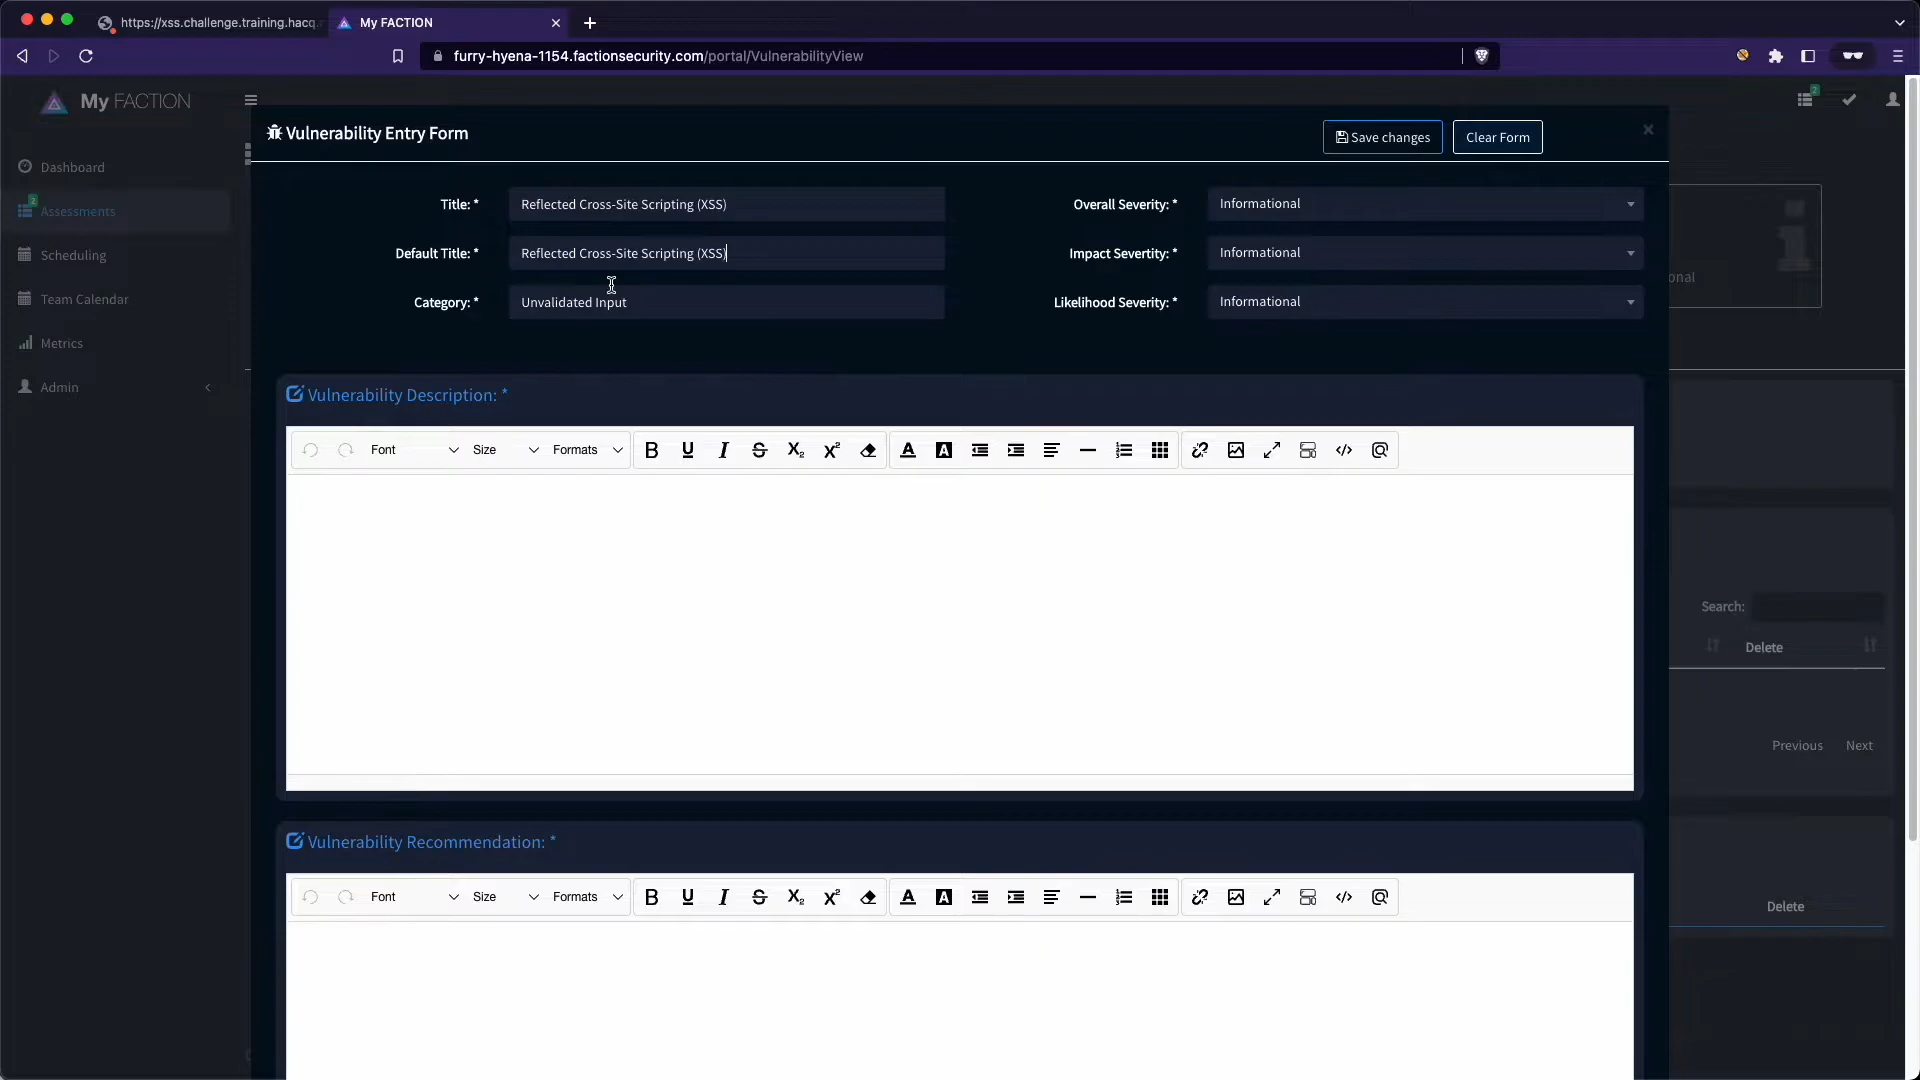 https://xss.challenge.training.hacq.
My FACTION
furry-hyena-1154.factionsecurity.com/portal/VulnerabilityView
My FACTION
2
Dashboard
2
Assessments
Scheduling
Team Calendar
Metrics
Admin
Vulnerability Entry Form
Save changes
Clear Form
Title: *
Reflected Cross-Site Scripting (XSS)
Overall Severity: *
Informational
Default Title: *
Reflected Cross-Site Scripting (XSS)
Impact Severity: *
Informational
Category: *
Unvalidated Input
Likelihood Severity: *
Informational
onal
Vulnerability Description: *
Font
Size
Formats
Search:
Delete
Previous
Next
Vulnerability Recommendation: *
Font
Size
Formats
Delete